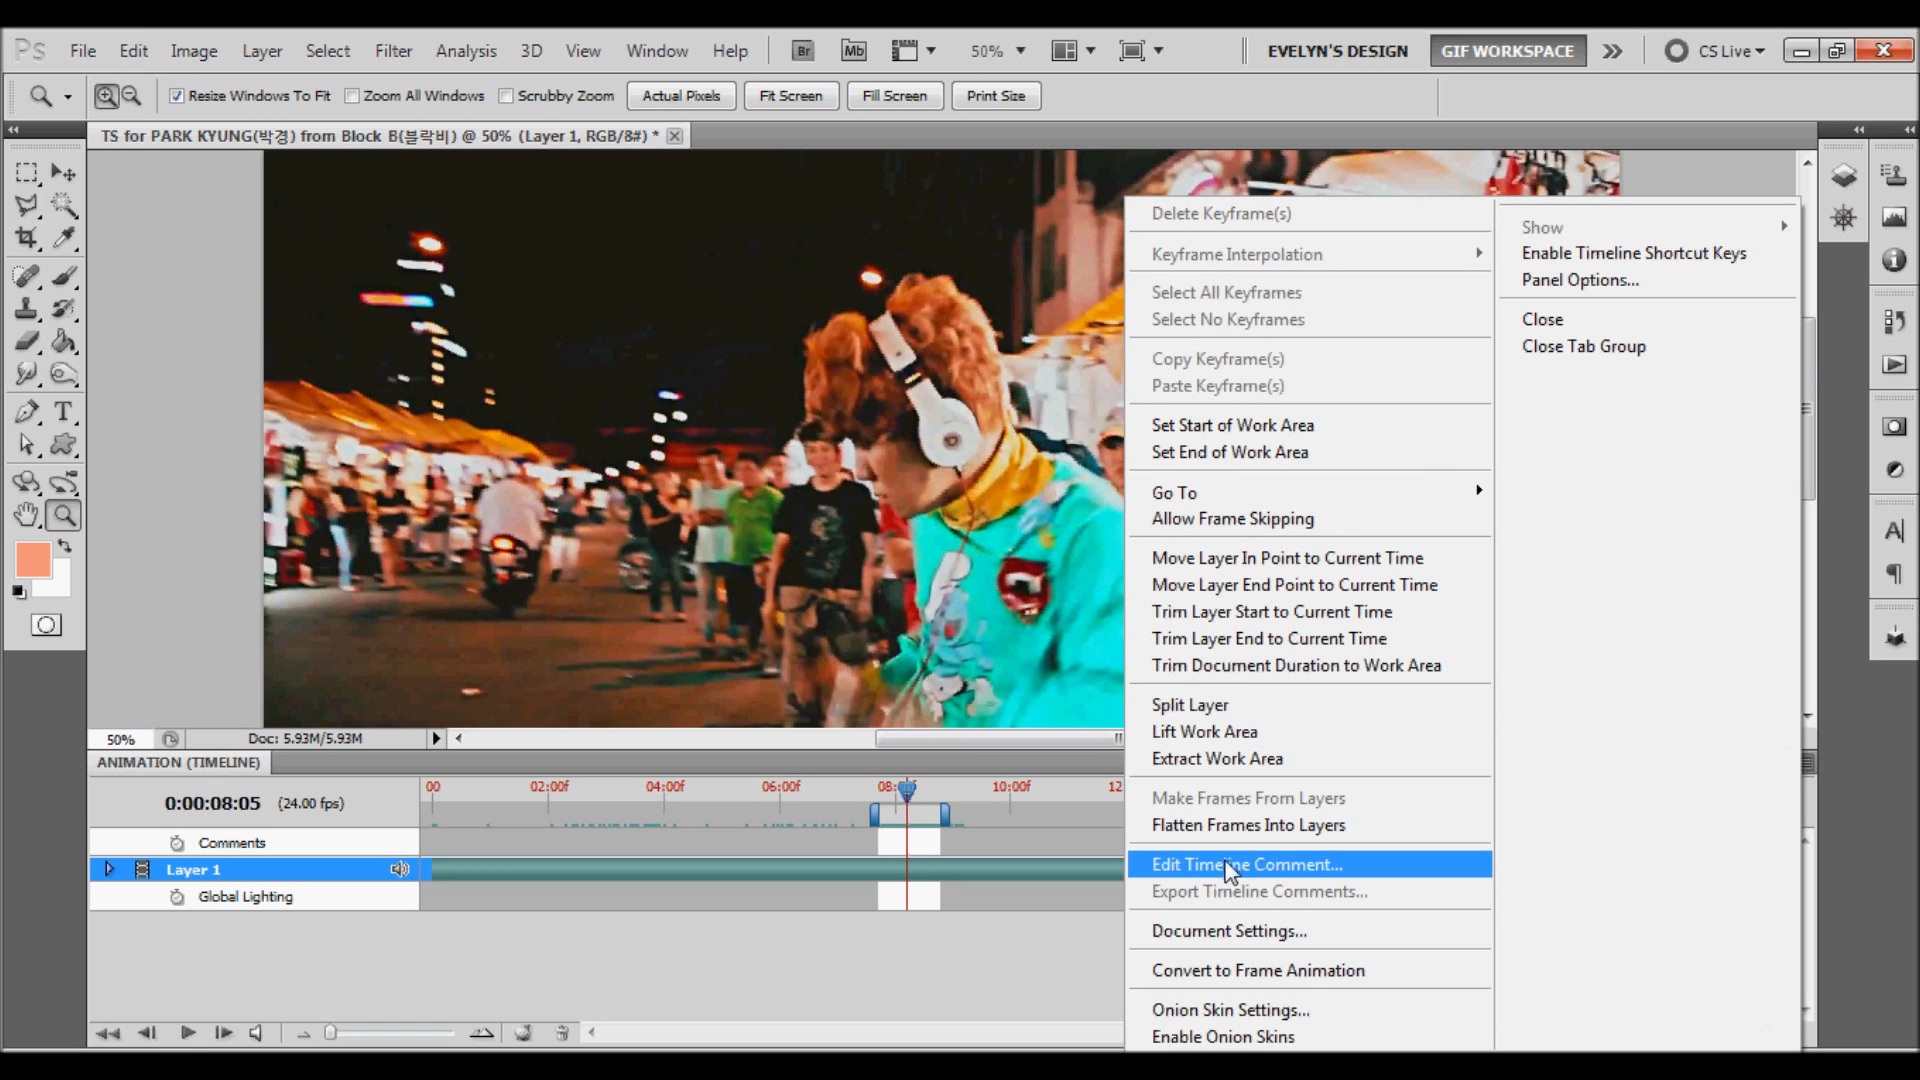 Ps File Edit Image Layer Select Filter Analysis 3D View Window Help Br Mb 50% EVELYN'S DESIGN GIF WORKSPACE CS Live
Resize Windows To Fit Zoom All Windows Scrubby Zoom Actual Pixels Fit Screen Fill Screen Print Size
TS for PARK KYUNG(박경) from Block B(블락비) @ 50% (Layer 1, RGB/8#) *
Delete Keyframe(s)
Keyframe Interpolation
Select All Keyframes
Select No Keyframes
Copy Keyframe(s)
Paste Keyframe(s)
Set Start of Work Area
Set End of Work Area
Go To
Allow Frame Skipping
Move Layer In Point to Current Time
Move Layer End Point to Current Time
Trim Layer Start to Current Time
Trim Layer End to Current Time
Trim Document Duration to Work Area
Split Layer
Lift Work Area
Extract Work Area
Make Frames From Layers
Flatten Frames Into Layers
Edit Timeline Comment...
Export Timeline Comments...
Document Settings...
Convert to Frame Animation
Onion Skin Settings...
Enable Onion Skins
Show
Enable Timeline Shortcut Keys
Panel Options...
Close
Close Tab Group
50% Doc: 5.93M/5.93M
ANIMATION (TIMELINE)
0:00:08:05 (24.00 fps)
00 02:00f 04:00f 06:00f 08: 10:00f 12
Comments
Layer 1
Global Lighting